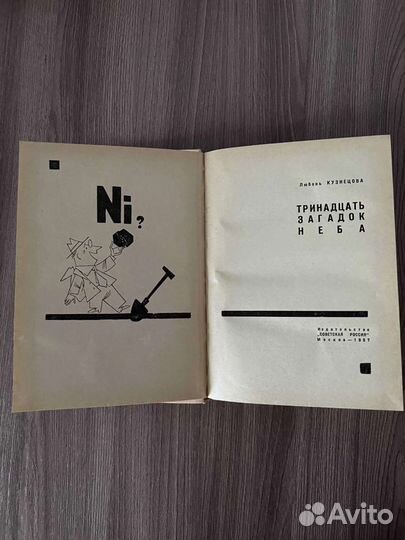 Ni?
Любовь КУЗНЕЦОВА
ТРИНАДЦАТЬ
ЗАГАДОК
НЕБА
Издательство
„СОВЕТСКАЯ РОССИЯ"
Москва—1967
Avito